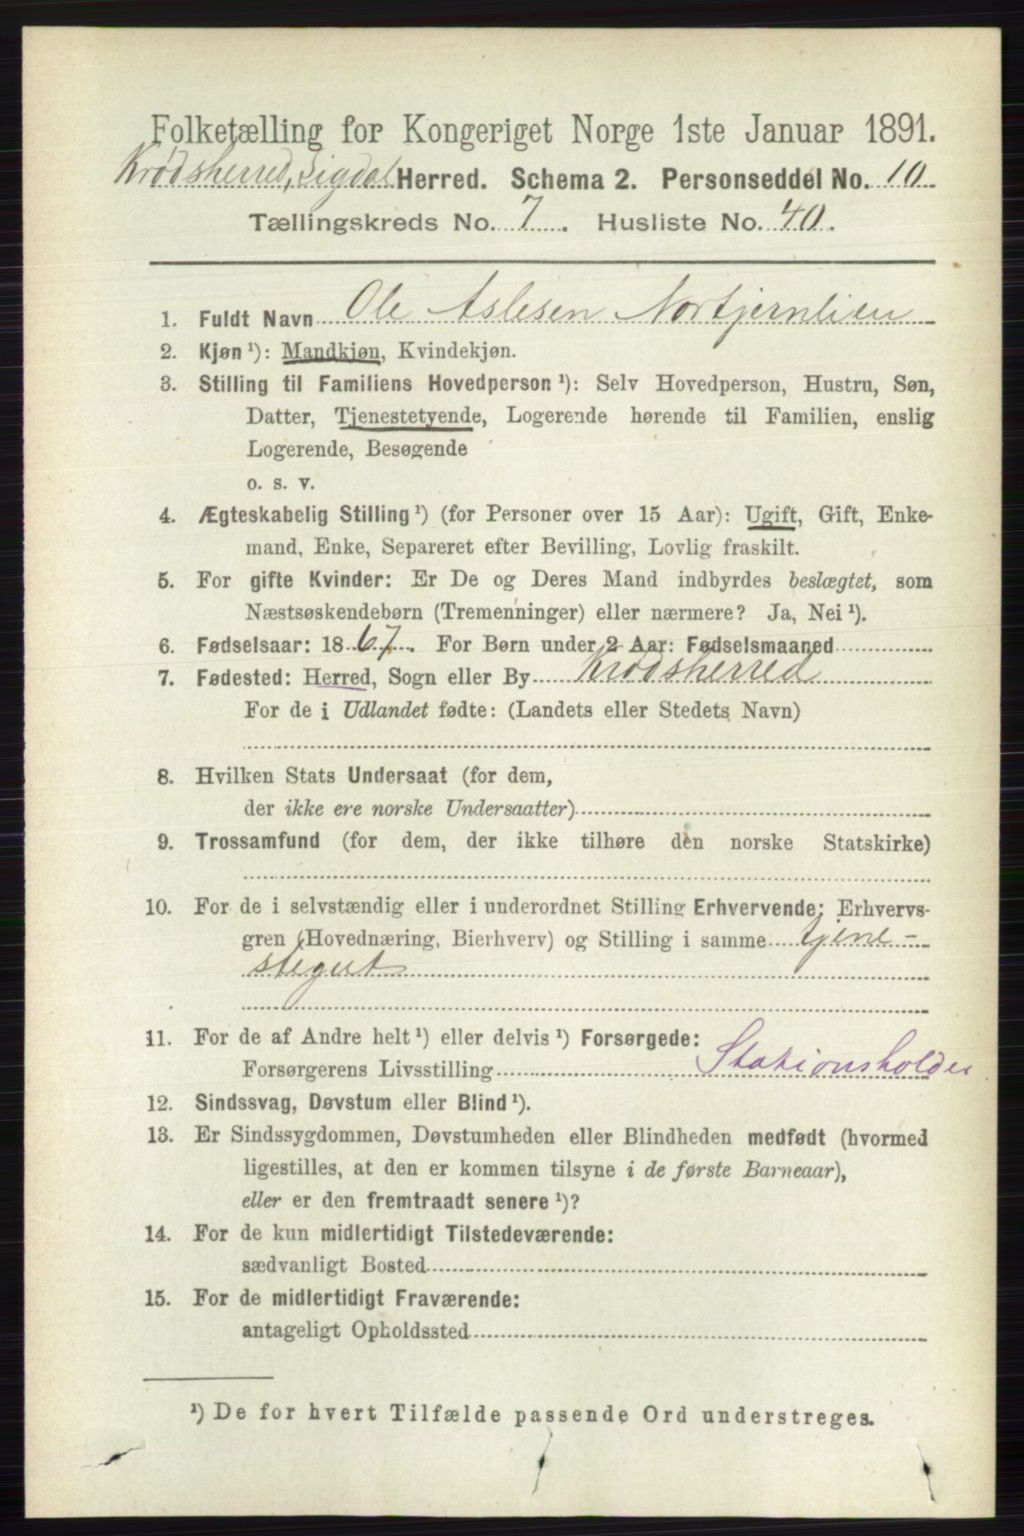 Folketælling for Kongeriget Norge 1ste Januar 1891.
Krødsherred, Sigdal Herred. Schema 2. Personseddel No. 10
Tællingskreds No. 7. Husliste No. 40.
1. Fuldt Navn Ole Aslesen Nortjernlien
2. Kjøn ¹): Mandkjøn, Kvindekjøn.
3. Stilling til Familiens Hovedperson ¹): Selv Hovedperson, Hustru, Søn,
Datter, Tjenestetyende, Logerende hørende til Familien, enslig
Logerende, Besøgende
o. s. v.
4. Ægteskabelig Stilling ¹) (for Personer over 15 Aar): Ugift, Gift, Enke-
mand, Enke, Separeret efter Bevilling, Lovlig fraskilt.
5. For gifte Kvinder: Er De og Deres Mand indbyrdes beslægtet, som
Næstsøskendebørn (Tremenninger) eller nærmere? Ja, Nei ¹).
6. Fødselsaar: 1867. For Børn under 2 Aar: Fødselsmaaned
7. Fødested: Herred, Sogn eller By Krødsherred
For de i Udlandet fødte: (Landets eller Stedets Navn)
8. Hvilken Stats Undersaat (for dem,
der ikke ere norske Undersaatter)
9. Trossamfund (for dem, der ikke tilhøre den norske Statskirke)
10. For de i selvstændig eller i underordnet Stilling Erhvervende: Erhvervs-
gren (Hovednæring, Bierhverv) og Stilling i samme tjene-
stegut
11. For de af Andre helt ¹) eller delvis ¹) Forsørgede:
Forsørgerens Livsstilling Stationsholder
12. Sindssvag, Døvstum eller Blind ¹).
13. Er Sindssygdommen, Døvstumheden eller Blindheden medfødt (hvormed
ligestilles, at den er kommen tilsyne i de første Barneaar),
eller er den fremtraadt senere ¹)?
14. For de kun midlertidigt Tilstedeværende:
sædvanligt Bosted
15. For de midlertidigt Fraværende:
antageligt Opholdssted
¹) De for hvert Tilfælde passende Ord understreges.